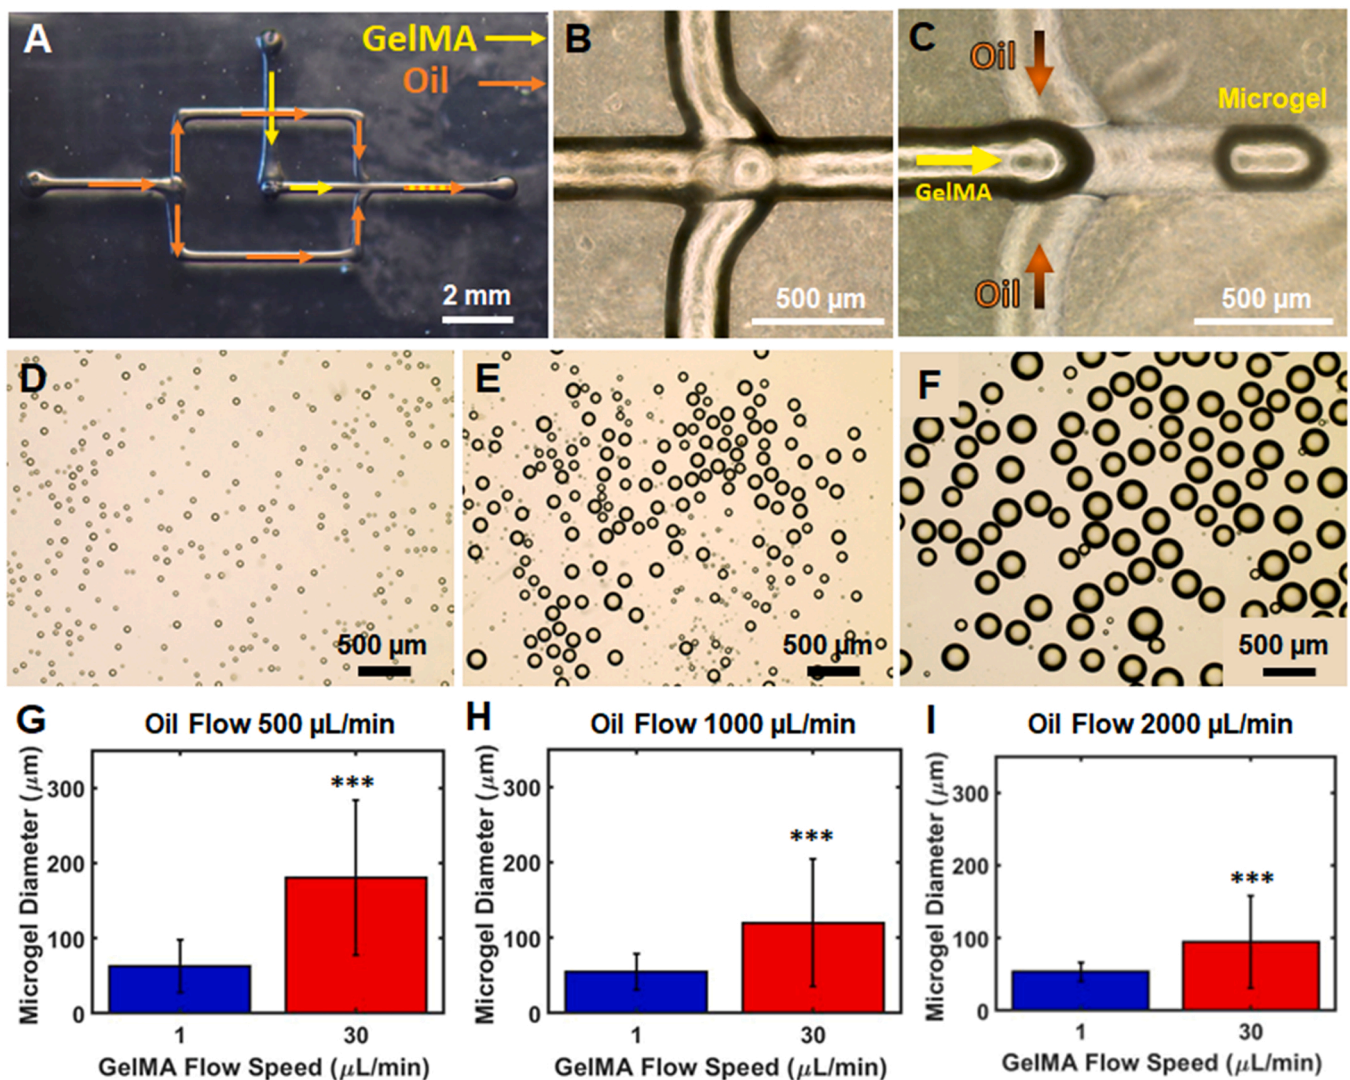 A
GelMA
Oil
2 mm
B
500 µm
C
Oil
Microgel
GelMA
Oil
500 µm
D
500 µm
E
500 µm
F
500 µm
G
Oil Flow 500 µL/min
Microgel Diameter (µm)
300
200
100
0
***
1
30
GelMA Flow Speed (µL/min)
H
Oil Flow 1000 µL/min
Microgel Diameter (µm)
300
200
100
0
***
1
30
GelMA Flow Speed (µL/min)
I
Oil Flow 2000 µL/min
Microgel Diameter (µm)
300
200
100
0
***
1
30
GelMA Flow Speed (µL/min)